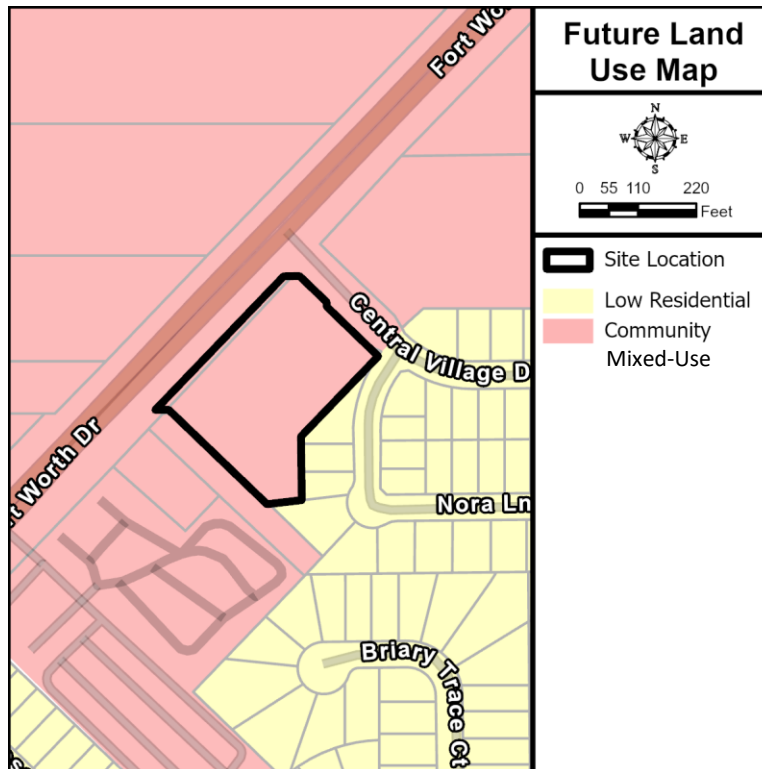 Fort Wo
Future Land
Use Map
N
W E
S
0 55 110 220
Feet
Site Location
Low Residential
Community
Mixed-Use
Central Village D
rt Worth Dr
Nora Ln
Briary Trace Ct